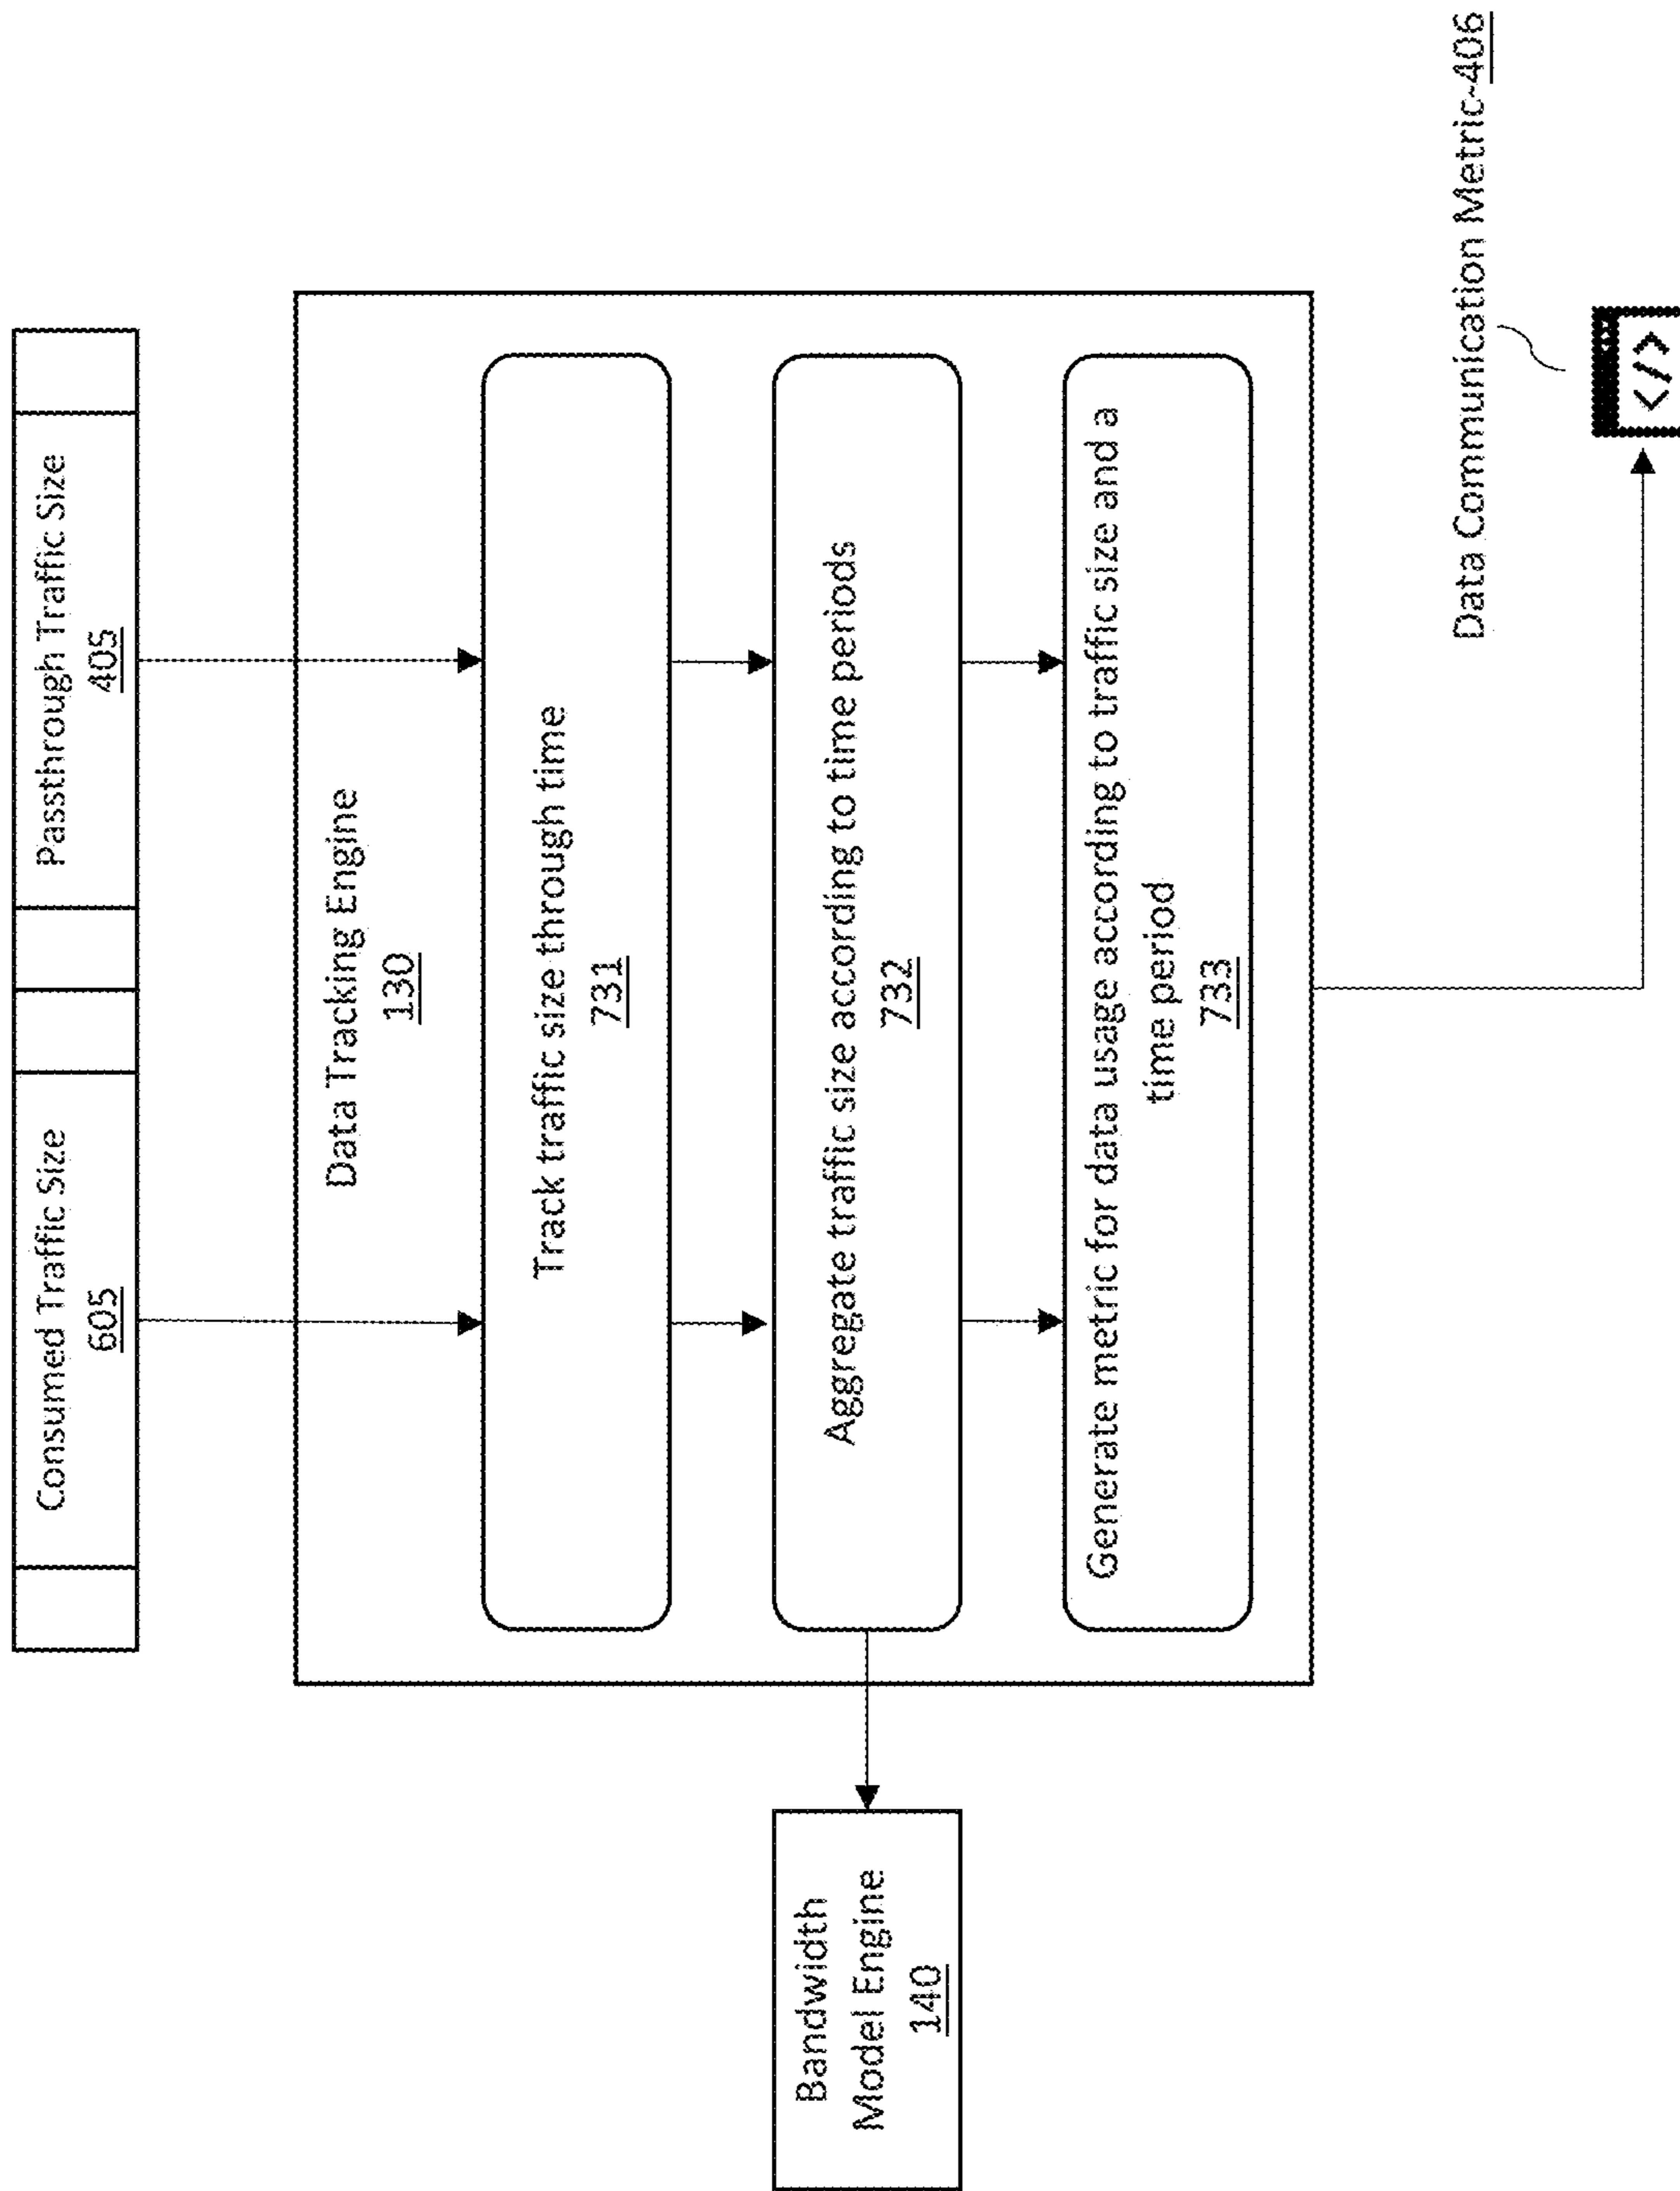 Consumed Traffic Size
605
Passthrough Traffic Size
405
Data Tracking Engine
130
Track traffic size through time
731
Aggregate traffic size according to time periods
732
Generate metric for data usage according to traffic size and a
time period
733
Bandwidth
Model Engine
140
Data Communication Metric-406
</>